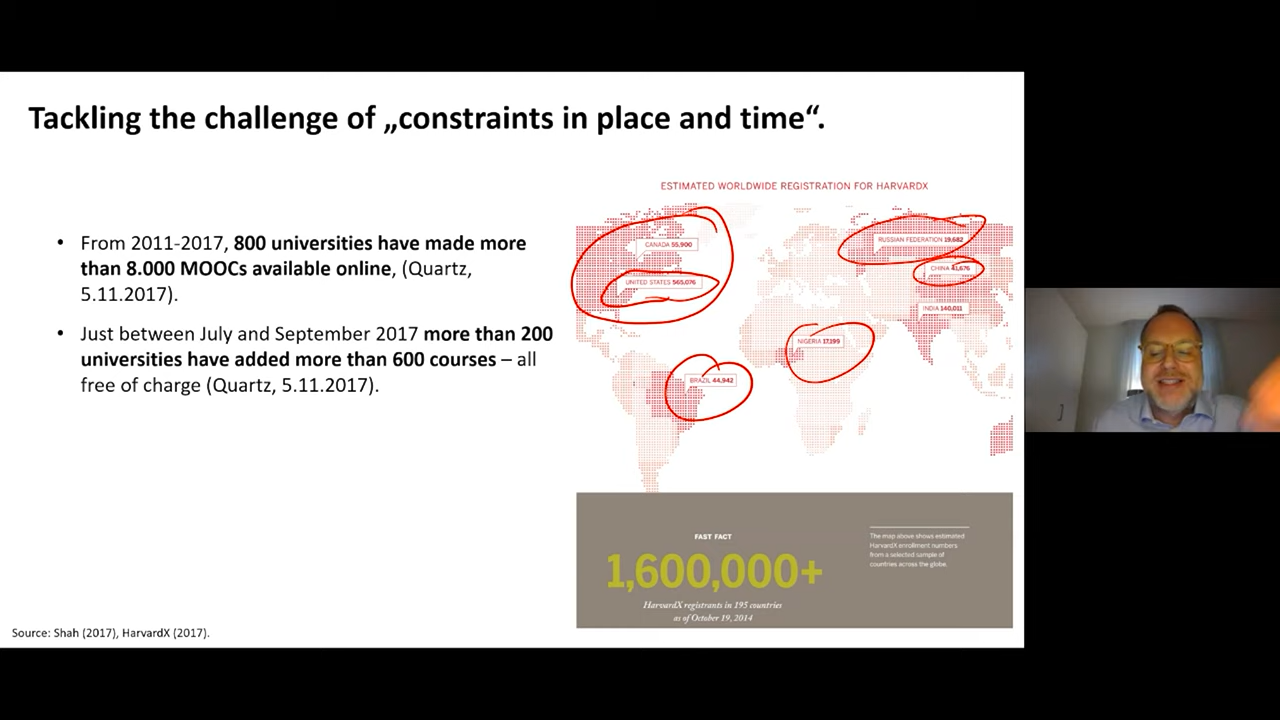 Tackling the challenge of „constraints in place and time“.
• From 2011-2017, 800 universities have made more
than 8.000 MOOCs available online, (Quartz,
5.11.2017).
• Just between July and September 2017 more than 200
universities have added more than 600 courses – all
free of charge (Quartz, 5.11.2017).
ESTIMATED WORLDWIDE REGISTRATION FOR HARVARDX
CANADA 55,900
UNITED STATES 565,076
RUSSIAN FEDERATION 19,682
CHINA 41,676
INDIA 140,011
NIGERIA 17,199
BRAZIL 44,942
FAST FACT
1,600,000+
HarvardX registrants in 195 countries
as of October 19, 2014
The map above shows estimated
HarvardX enrollment numbers
from a selected sample of
countries across the globe.
Source: Shah (2017), HarvardX (2017).